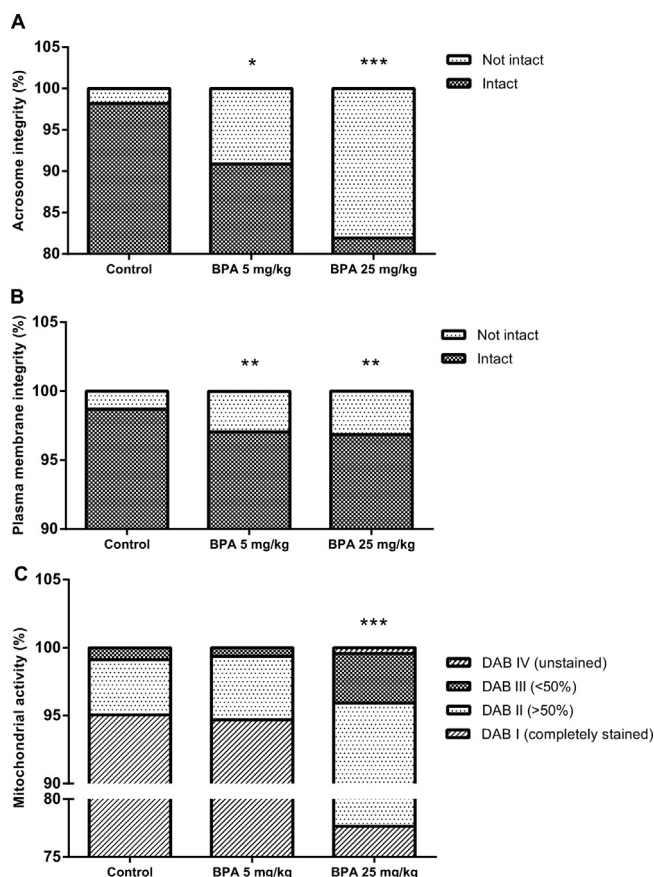 A
Acrosome integrity (%)
105
100
95
90
85
80
* ***
Control BPA 5 mg/kg BPA 25 mg/kg
Not intact
Intact
B
Plasma membrane integrity (%)
105
100
95
90
** **
Control BPA 5 mg/kg BPA 25 mg/kg
Not intact
Intact
C
Mitochondrial activity (%)
105
100
95
90
80
75
***
Control BPA 5 mg/kg BPA 25 mg/kg
DAB IV (unstained)
DAB III (<50%)
DAB II (>50%)
DAB I (completely stained)